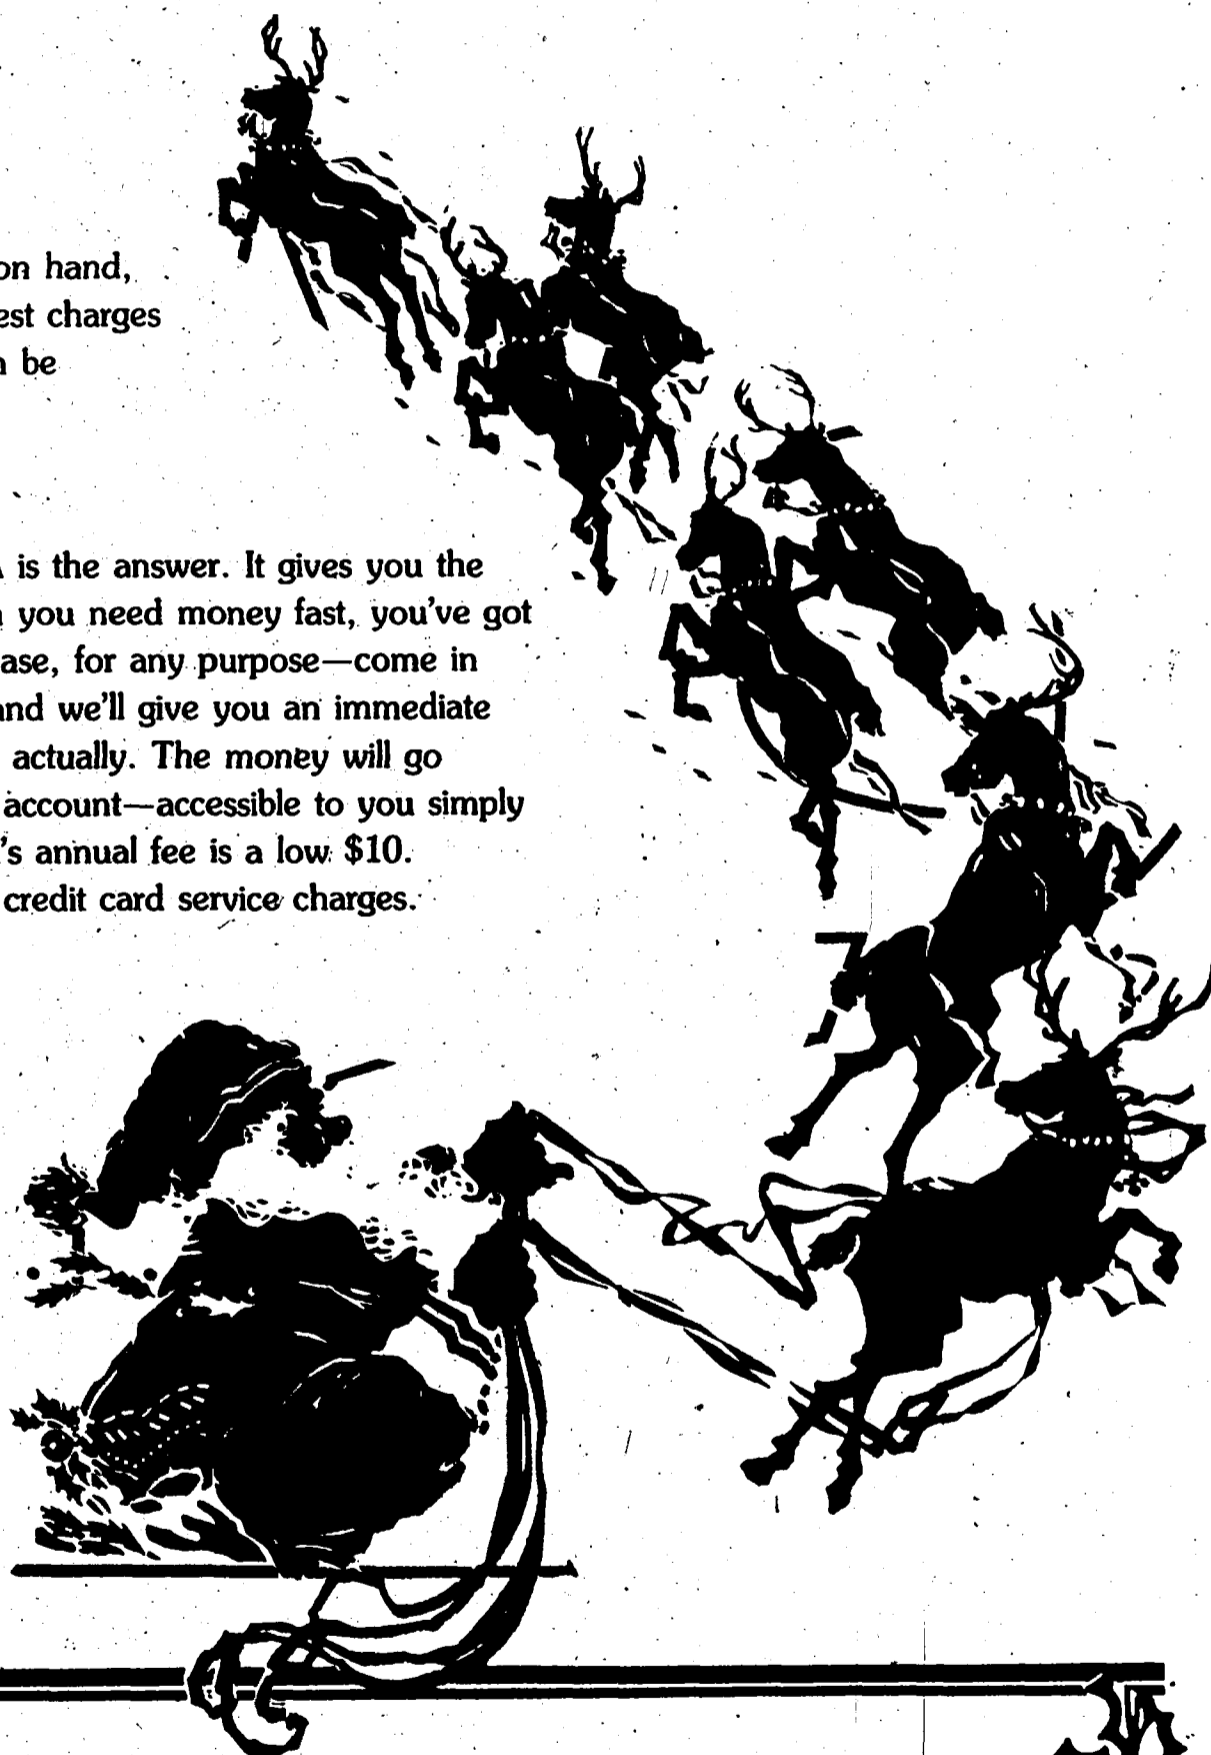 on hand,
est charges
be
is the answer. It gives you the
you need money fast, you've got
ase, for any purpose—come in
and we'll give you an immediate
actually. The money will go
account—accessible to you simply
's annual fee is a low $10.
credit card service charges.